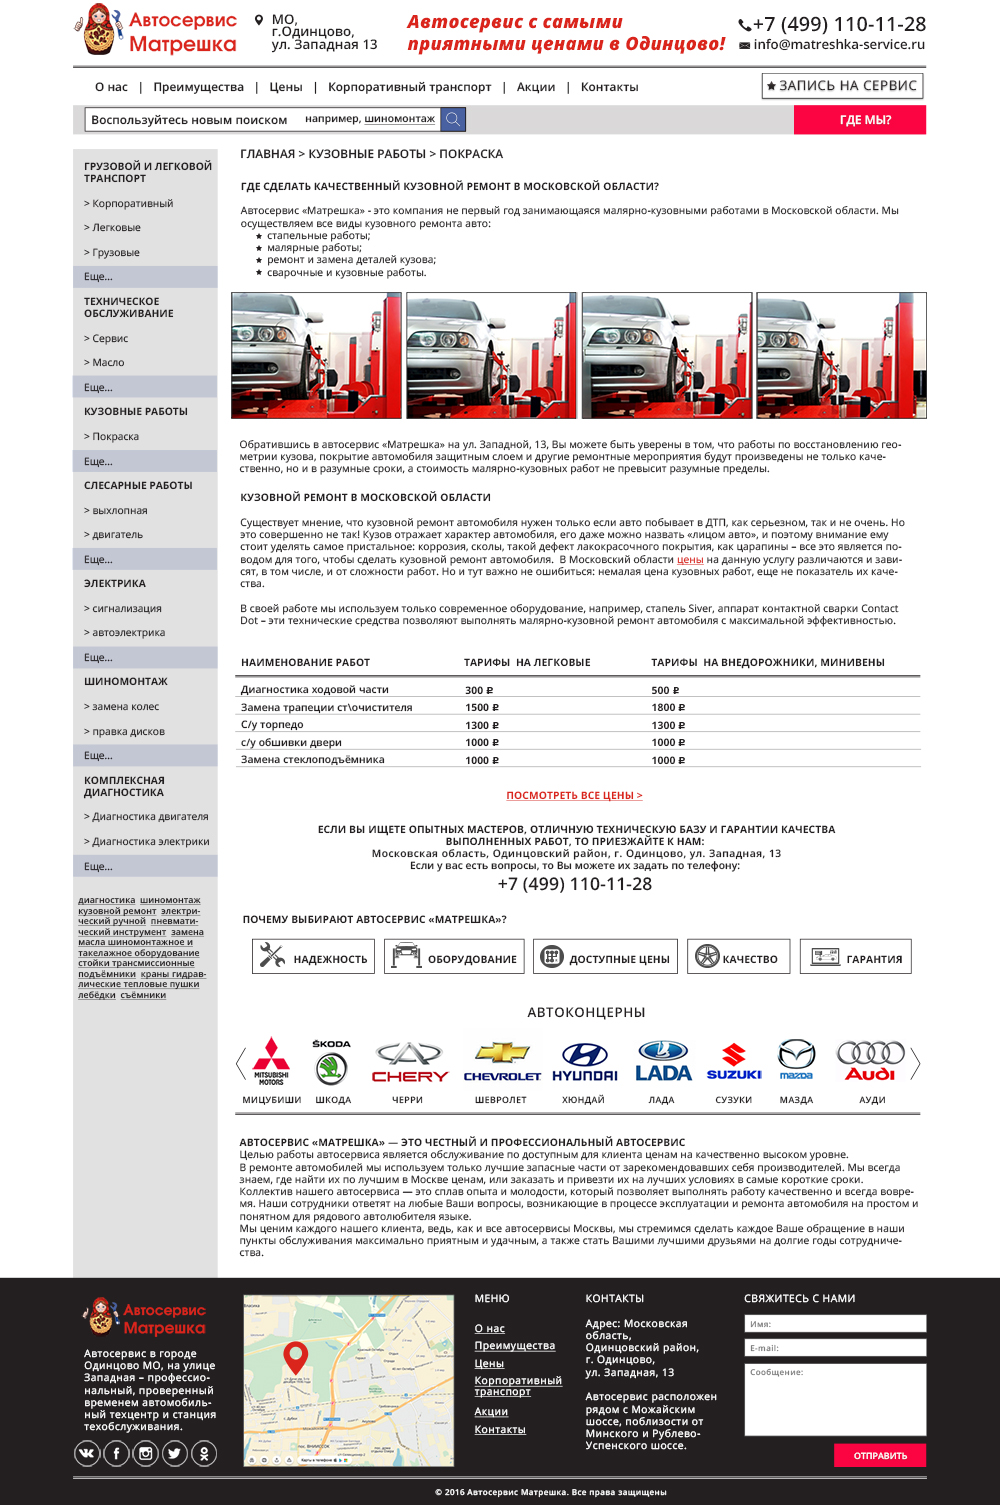 Автосервис
Матрешка
МО,
г.Одинцово,
ул. Западная 13
Автосервис с самыми
приятными ценами в Одинцово!
+7 (499) 110-11-28
info@matreshka-service.ru
О нас | Преимущества | Цены | Корпоративный транспорт | Акции | Контакты
ЗАПИСЬ НА СЕРВИС
Воспользуйтесь новым поиском например, шиномонтаж
ГДЕ МЫ?
ГРУЗОВОЙ И ЛЕГКОВОЙ
ТРАНСПОРТ
> Корпоративный
> Легковые
> Грузовые
Еще...
ТЕХНИЧЕСКОЕ
ОБСЛУЖИВАНИЕ
> Сервис
> Масло
Еще...
КУЗОВНЫЕ РАБОТЫ
> Покраска
Еще...
СЛЕСАРНЫЕ РАБОТЫ
> выхлопная
> двигатель
Еще...
ЭЛЕКТРИКА
> сигнализация
> автоэлектрика
Еще...
ШИНОМОНТАЖ
> замена колес
> правка дисков
Еще...
КОМПЛЕКСНАЯ
ДИАГНОСТИКА
> Диагностика двигателя
> Диагностика электрики
Еще...
диагностика шиномонтаж
кузовной ремонт электри-
ческий ручной пневмати-
ческий инструмент замена
масла шиномонтажное и
такелажное оборудование
стойки трансмиссионные
подъёмники краны гидрав-
лические тепловые пушки
лебёдки съёмники
ГЛАВНАЯ > КУЗОВНЫЕ РАБОТЫ > ПОКРАСКА
ГДЕ СДЕЛАТЬ КАЧЕСТВЕННЫЙ КУЗОВНОЙ РЕМОНТ В МОСКОВСКОЙ ОБЛАСТИ?
Автосервис «Матрешка» - это компания не первый год занимающаяся малярно-кузовными работами в Московской области. Мы
осуществляем все виды кузовного ремонта авто:
★ стапельные работы;
★ малярные работы;
★ ремонт и замена деталей кузова;
★ сварочные и кузовные работы.
Обратившись в автосервис «Матрешка» на ул. Западной, 13, Вы можете быть уверены в том, что работы по восстановлению гео-
метрии кузова, покрытие автомобиля защитным слоем и другие ремонтные мероприятия будут произведены не только каче-
ственно, но и в разумные сроки, а стоимость малярно-кузовных работ не превысит разумные пределы.
КУЗОВНОЙ РЕМОНТ В МОСКОВСКОЙ ОБЛАСТИ
Существует мнение, что кузовной ремонт автомобиля нужен только если авто побывает в ДТП, как серьезном, так и не очень. Но
это совершенно не так! Кузов отражает характер автомобиля, его даже можно назвать «лицом авто», и поэтому внимание ему
стоит уделять самое пристальное: коррозия, сколы, такой дефект лакокрасочного покрытия, как царапины – все это является по-
водом для того, чтобы сделать кузовной ремонт автомобиля. В Московский области цены на данную услугу различаются и зави-
сят, в том числе, и от сложности работ. Но и тут важно не ошибиться: немалая цена кузовных работ, еще не показатель их каче-
ства.
В своей работе мы используем только современное оборудование, например, стапель Siver, аппарат контактной сварки Contact
Dot – эти технические средства позволяют выполнять малярно-кузовной ремонт автомобиля с максимальной эффективностью.
НАИМЕНОВАНИЕ РАБОТ ТАРИФЫ НА ЛЕГКОВЫЕ ТАРИФЫ НА ВНЕДОРОЖНИКИ, МИНИВЕНЫ
Диагностика ходовой части 300 ₽ 500 ₽
Замена трапеции ст\очистителя 1500 ₽ 1800 ₽
С/у торпедо 1300 ₽ 1300 ₽
с/у обшивки двери 1000 ₽ 1000 ₽
Замена стеклоподъёмника 1000 ₽ 1000 ₽
ПОСМОТРЕТЬ ВСЕ ЦЕНЫ >
ЕСЛИ ВЫ ИЩЕТЕ ОПЫТНЫХ МАСТЕРОВ, ОТЛИЧНУЮ ТЕХНИЧЕСКУЮ БАЗУ И ГАРАНТИИ КАЧЕСТВА
ВЫПОЛНЕННЫХ РАБОТ, ТО ПРИЕЗЖАЙТЕ К НАМ:
Московская область, Одинцовский район, г. Одинцово, ул. Западная, 13
Если у вас есть вопросы, то Вы можете их задать по телефону:
+7 (499) 110-11-28
ПОЧЕМУ ВЫБИРАЮТ АВТОСЕРВИС «МАТРЕШКА»?
НАДЕЖНОСТЬ ОБОРУДОВАНИЕ ДОСТУПНЫЕ ЦЕНЫ КАЧЕСТВО ГАРАНТИЯ
АВТОКОНЦЕРНЫ
MITSUBISHI
MOTORS
ŠKODA
CHERY
CHEVROLET
HYUNDAI
LADA
SUZUKI
mazda
Audi
МИЦУБИШИ ШКОДА ЧЕРРИ ШЕВРОЛЕТ ХЮНДАЙ ЛАДА СУЗУКИ МАЗДА АУДИ
АВТОСЕРВИС «МАТРЕШКА» — ЭТО ЧЕСТНЫЙ И ПРОФЕССИОНАЛЬНЫЙ АВТОСЕРВИС
Целью работы автосервиса является обслуживание по доступным для клиента ценам на качественно высоком уровне.
В ремонте автомобилей мы используем только лучшие запасные части от зарекомендовавших себя производителей. Мы всегда
знаем, где найти их по лучшим в Москве ценам, или заказать и привезти их на лучших условиях в самые короткие сроки.
Коллектив нашего автосервиса — это сплав опыта и молодости, который позволяет выполнять работу качественно и всегда вовре-
мя. Наши сотрудники ответят на любые Ваши вопросы, возникающие в процессе эксплуатации и ремонта автомобиля на простом и
понятном для рядового автолюбителя языке.
Мы ценим каждого нашего клиента, ведь, как и все автосервисы Москвы, мы стремимся сделать каждое Ваше обращение в наши
пункты обслуживания максимально приятным и удачным, а также стать Вашими лучшими друзьями на долгие годы сотрудниче-
ства.
Автосервис
Матрешка
Автосервис в городе
Одинцово МО, на улице
Западная – профессио-
нальный, проверенный
временем автомобиль-
ный техцентр и станция
техобслуживания.
МЕНЮ
О нас
Преимущества
Цены
Корпоративный
транспорт
Акции
Контакты
КОНТАКТЫ
Адрес: Московская
область,
Одинцовский район,
г. Одинцово,
ул. Западная, 13
Автосервис расположен
рядом с Можайским
шоссе, поблизости от
Минского и Рублево-
Успенского шоссе.
СВЯЖИТЕСЬ С НАМИ
Имя:
E-mail:
Сообщение:
ОТПРАВИТЬ
© 2016 Автосервис Матрешка. Все права защищены